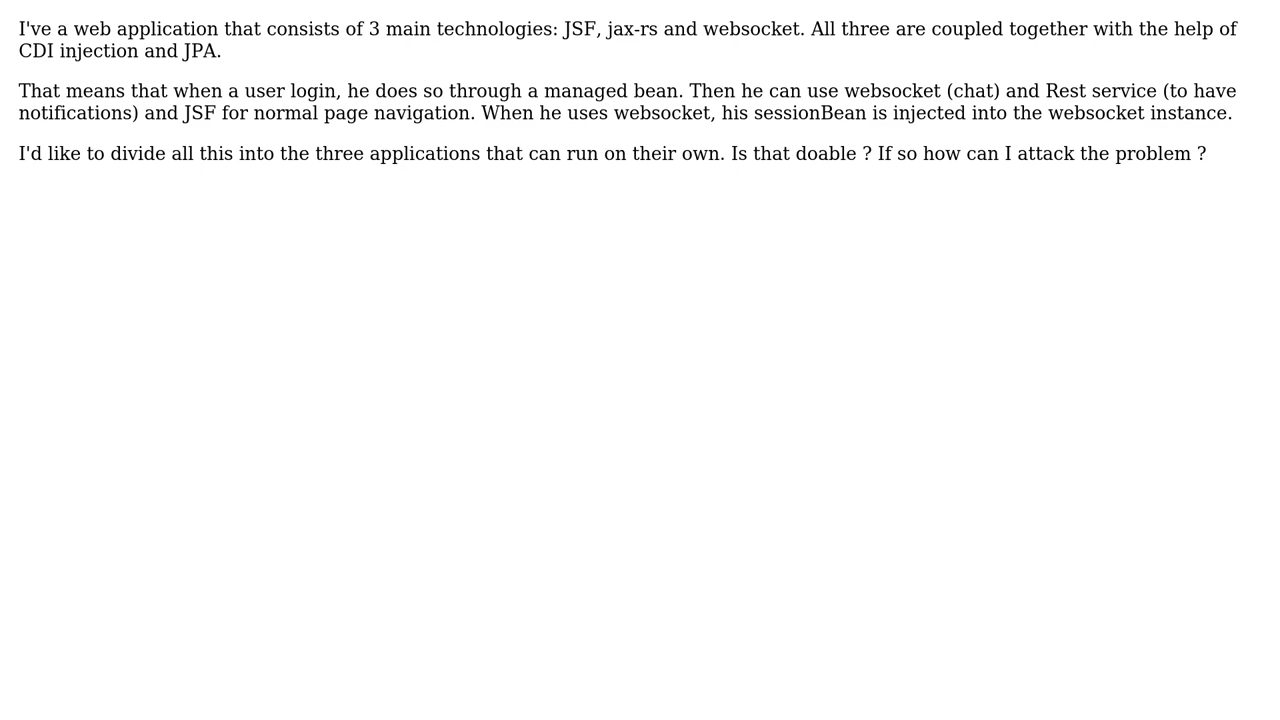 I've a web application that consists of 3 main technologies: JSF, jax-rs and websocket. All three are coupled together with the help of
CDI injection and JPA.
That means that when a user login, he does so through a managed bean. Then he can use websocket (chat) and Rest service (to have
notifications) and JSF for normal page navigation. When he uses websocket, his sessionBean is injected into the websocket instance.
I'd like to divide all this into the three applications that can run on their own. Is that doable ? If so how can I attack the problem ?